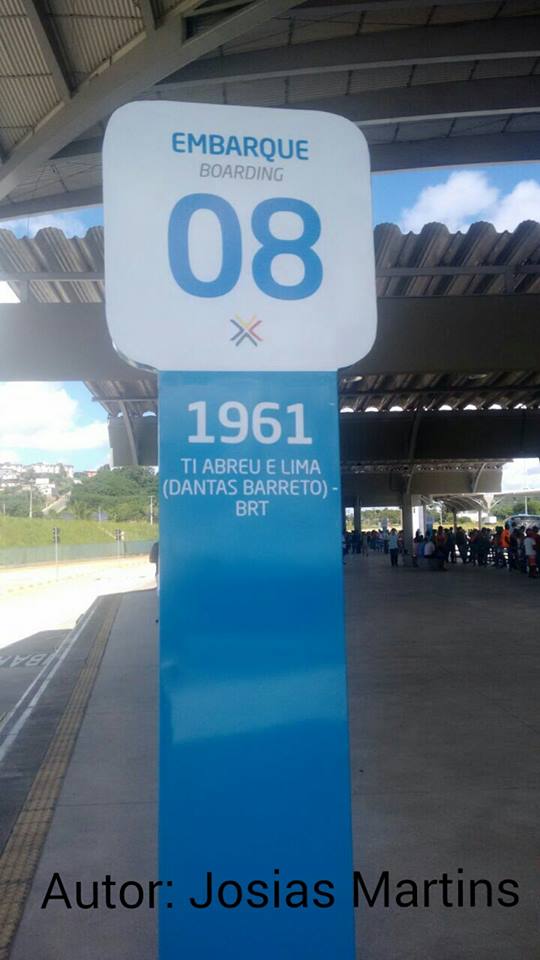 EMBARQUE
BOARDING
08
1961
TI ABREU E LIMA
(DANTAS BARRETO) -
BRT
Autor: Josias Martins